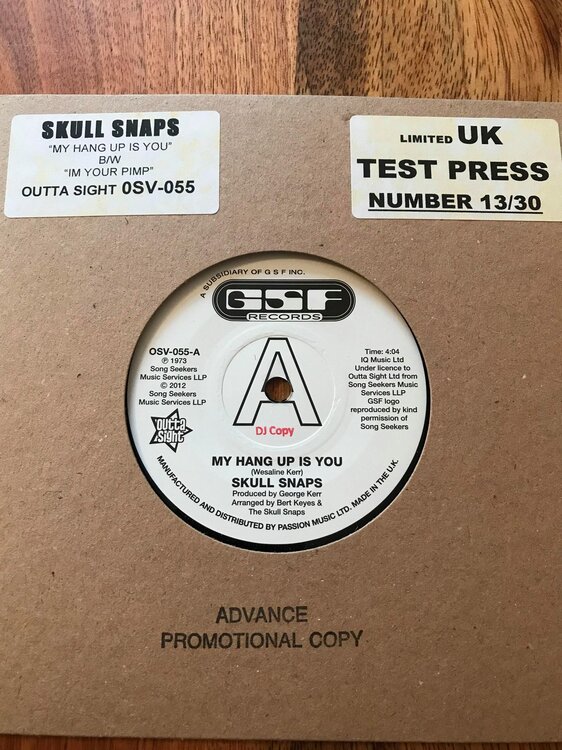 SKULL SNAPS
"MY HANG UP IS YOU"
B/W
"IM YOUR PIMP"
OUTTA SIGHT 0SV-055
LIMITED UK
TEST PRESS
NUMBER 13/30
A SUBSIDIARY OF G S F INC.
GSF
RECORDS
OSV-055-A
℗ 1973
Song Seekers
Music Services LLP
© 2012
Song Seekers
Music Services LLP
outta
Sight
A
DJ Copy
Time: 4:04
IQ Music Ltd
Under licence to
Outta Sight Ltd from
Song Seekers Music
Services LLP
GSF logo
reproduced by kind
permission of
Song Seekers
MY HANG UP IS YOU
(Wesaline Kerr)
SKULL SNAPS
Produced by George Kerr
Arranged by Bert Keyes &
The Skull Snaps
MANUFACTURED AND DISTRIBUTED BY PASSION MUSIC LTD. MADE IN THE U.K.
ADVANCE
PROMOTIONAL COPY